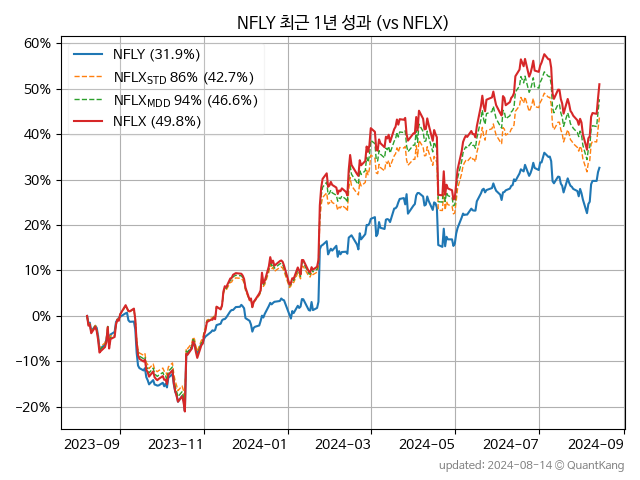 NFLY 최근 1년 성과 (vs NFLX)
60%
50%
40%
30%
20%
10%
0%
−10%
−20%
NFLY (31.9%)
NFLX_STD 86% (42.7%)
NFLX_MDD 94% (46.6%)
NFLX (49.8%)
2023-09 2023-11 2024-01 2024-03 2024-05 2024-07 2024-09
updated: 2024-08-14 © QuantKang